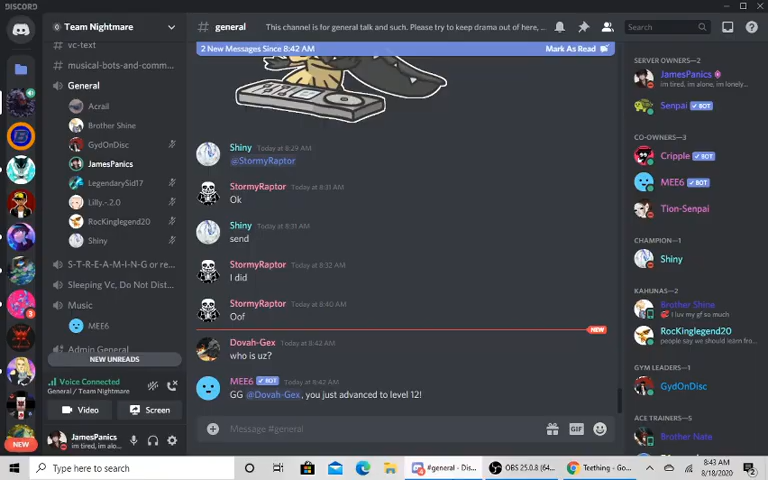 DISCORD
Team Nightmare
vc-text
# musical-bots-and-comm...
General
Acrail
Brother Shine
GydOnDisc
JamesPanics
LegendarySid17
Lilly.-.2.0
RocKinglegend20
Shiny
S-T-R-E-A-M-I-N-G or re...
Sleeping Vc, Do Not Dist...
Music
MEE6
Admin General
NEW UNREADS
Voice Connected
General / Team Nightmare
Video
Screen
JamesPanics
im tired, im al...
NEW
3
# general
This channel is for general talk and such. Please try to keep drama out of here, ...
Search
2 New Messages Since 8:42 AM
Mark As Read
Shiny Today at 8:29 AM
@StormyRaptor
StormyRaptor Today at 8:31 AM
Ok
Shiny Today at 8:31 AM
send
StormyRaptor Today at 8:32 AM
I did
StormyRaptor Today at 8:40 AM
Oof
NEW
Dovah-Gex Today at 8:42 AM
who is uz?
MEE6 BOT Today at 8:42 AM
GG @Dovah-Gex, you just advanced to level 12!
Message #general
GIF
SERVER OWNERS—2
JamesPanics
im tired, im alone, im lonely...
Senpai BOT
CO-OWNERS—3
Cripple BOT
MEE6 BOT
Tion-Senpai
CHAMPION—1
Shiny
KAHUNAS—2
Brother Shine
I luv my gf so much
RocKinglegend20
people say we should learn fro...
GYM LEADERS—1
GydOnDisc
ACE TRAINERS—5
Brother Nate
Type here to search
#general - Dis...
OBS 25.0.8 (64...
Teething - Go...
8:43 AM
8/18/2020
2